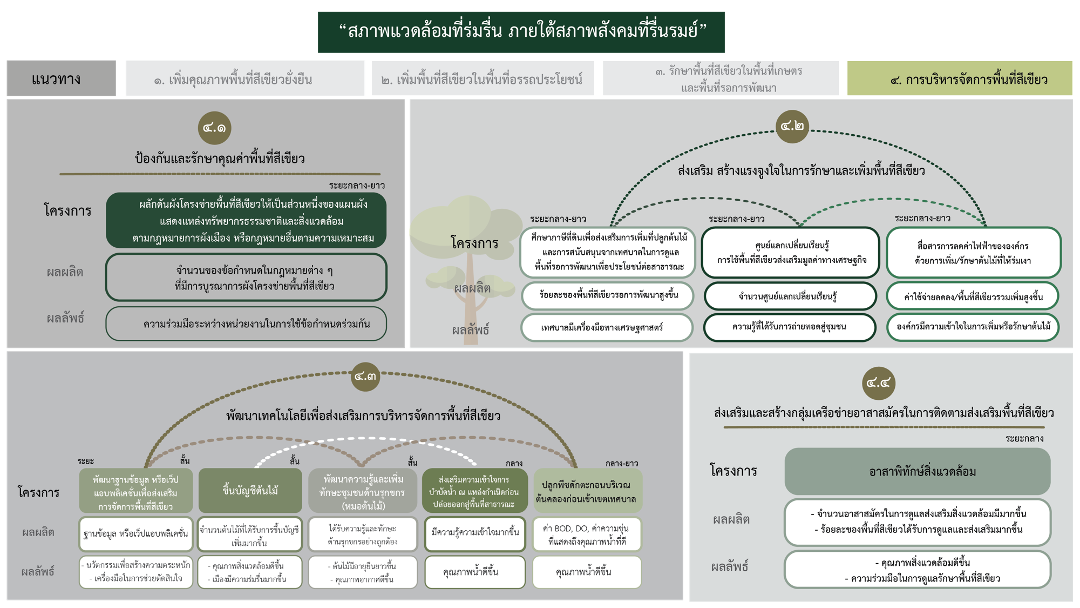 “สภาพแวดล้อมที่ร่มรื่น ภายใต้สภาพสังคมที่รื่นรมย์”
แนวทาง
๑. เพิ่มคุณภาพพื้นที่สีเขียวยั่งยืน
๒. เพิ่มพื้นที่สีเขียวในพื้นที่อรรถประโยชน์
๓. รักษาพื้นที่สีเขียวในพื้นที่เกษตร
และพื้นที่รอการพัฒนา
๔. การบริหารจัดการพื้นที่สีเขียว
๔.๑
ป้องกันและรักษาคุณค่าพื้นที่สีเขียว
ระยะกลาง-ยาว
โครงการ
ผลักดันผังโครงข่ายพื้นที่สีเขียวให้เป็นส่วนหนึ่งของแผนผัง
แสดงแหล่งทรัพยากรธรรมชาติและสิ่งแวดล้อม
ตามกฎหมายการผังเมือง หรือกฎหมายอื่นตามความเหมาะสม
ผลผลิต
จำนวนของข้อกำหนดในกฎหมายต่าง ๆ
ที่มีการบูรณาการผังโครงข่ายพื้นที่สีเขียว
ผลลัพธ์
ความร่วมมือระหว่างหน่วยงานในการใช้ข้อกำหนดร่วมกัน
๔.๒
ส่งเสริม สร้างแรงจูงใจในการรักษาและเพิ่มพื้นที่สีเขียว
ระยะกลาง-ยาว
ระยะกลาง-ยาว
ระยะกลาง-ยาว
โครงการ
ศึกษาภาษีที่ดินเพื่อส่งเสริมการเพิ่มที่ปลูกต้นไม้
และการสนับสนุนจากเทศบาลในการดูแล
พื้นที่รอการพัฒนาเพื่อประโยชน์ต่อสาธารณะ
ศูนย์แลกเปลี่ยนเรียนรู้
การใช้พื้นที่สีเขียวส่งเสริมมูลค่าทางเศรษฐกิจ
สื่อสารการลดค่าไฟฟ้าขององค์กร
ด้วยการเพิ่ม/รักษาต้นไม้ที่ให้ร่มเงา
ผลผลิต
ร้อยละของพื้นที่สีเขียวรอการพัฒนาสูงขึ้น
จำนวนศูนย์แลกเปลี่ยนเรียนรู้
ค่าใช้จ่ายลดลง/พื้นที่สีเขียวรวมเพิ่มสูงขึ้น
ผลลัพธ์
เทศบาลมีเครื่องมือทางเศรษฐศาสตร์
ความรู้ที่ได้รับการถ่ายทอดสู่ชุมชน
องค์กรมีความเข้าใจในการเพิ่มหรือรักษาต้นไม้
๔.๓
พัฒนาเทคโนโลยีเพื่อส่งเสริมการบริหารจัดการพื้นที่สีเขียว
ระยะ
สั้น
สั้น
สั้น
กลาง
กลาง-ยาว
โครงการ
พัฒนาฐานข้อมูล หรือเว็ป
แอบพลิเคชั่นเพื่อส่งเสริม
การจัดการพื้นที่สีเขียว
ขึ้นบัญชีต้นไม้
พัฒนาความรู้และเพิ่ม
ทักษะชุมชนด้านรุกขกร
(หมอต้นไม้)
ส่งเสริมความเข้าใจการ
บำบัดน้ำ ณ แหล่งกำเนิดก่อน
ปล่อยออกสู่พื้นที่สาธารณะ
ปลูกพืชดักตะกอนบริเวณ
ต้นคลองก่อนเข้าเขตเทศบาล
ผลผลิต
ฐานข้อมูล หรือเว็ปแอบพลิเคชั่น
จำนวนต้นไม้ที่ได้รับการขึ้นบัญชี
เพิ่มมากขึ้น
ได้รับความรู้และทักษะ
ด้านรุกขกรอย่างถูกต้อง
มีความรู้ความเข้าใจมากขึ้น
ค่า BOD, DO, ค่าความขุ่น
ที่แสดงถึงคุณภาพน้ำที่ดี
ผลลัพธ์
- นวัตกรรมเพื่อสร้างความตระหนัก
- เครื่องมือในการช่วยตัดสินใจ
- คุณภาพสิ่งแวดล้อมดีขึ้น
- เมืองมีความร่มรื่นมากขึ้น
- ต้นไม้มีอายุยืนยาวขึ้น
- คุณภาพอากาศดีขึ้น
คุณภาพน้ำดีขึ้น
คุณภาพน้ำดีขึ้น
๔.๔
ส่งเสริมและสร้างกลุ่มเครือข่ายอาสาสมัครในการติดตามส่งเสริมพื้นที่สีเขียว
ระยะกลาง
โครงการ
อาสาพิทักษ์สิ่งแวดล้อม
ผลผลิต
- จำนวนอาสาสมัครในการดูแลส่งเสริมสิ่งแวดล้อมมีมากขึ้น
- ร้อยละของพื้นที่สีเขียวได้รับการดูแลและส่งเสริมมากขึ้น
ผลลัพธ์
- คุณภาพสิ่งแวดล้อมดีขึ้น
- ความร่วมมือในการดูแลรักษาพื้นที่สีเขียว